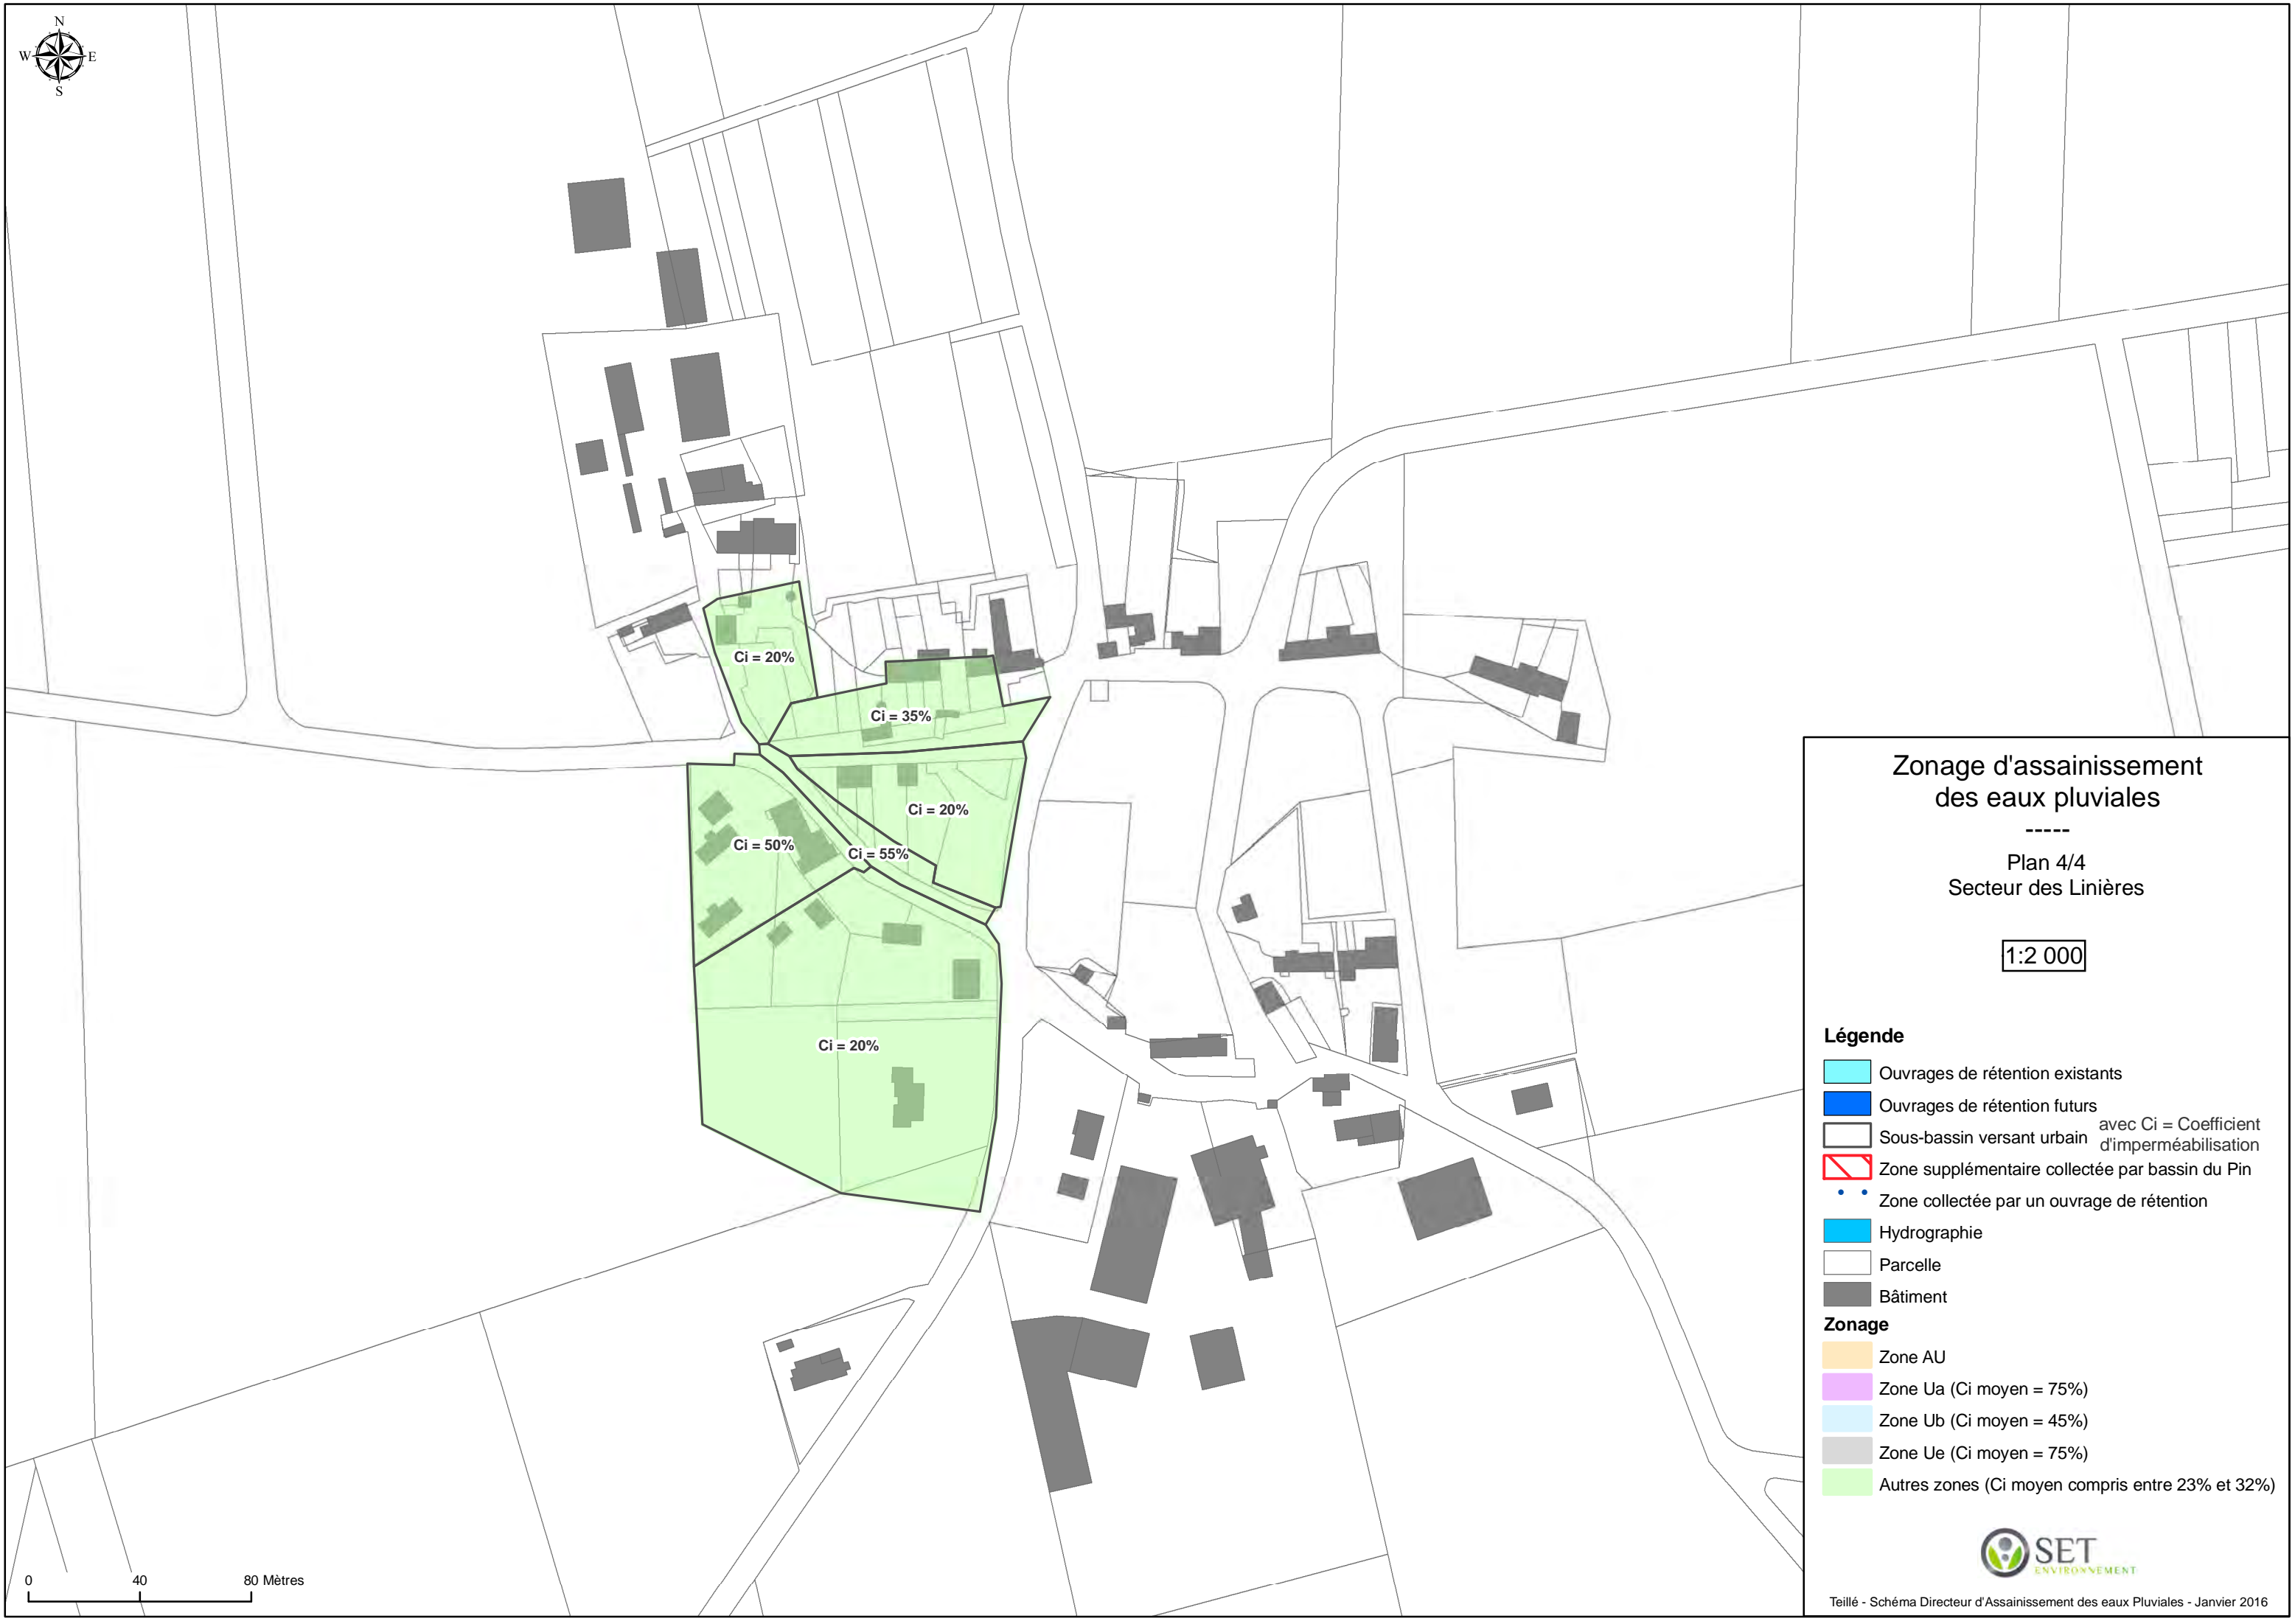 N
W E
S
Ci = 20%
Ci = 35%
Ci = 20%
Ci = 50%
Ci = 55%
Ci = 20%
0 40 80 Mètres
Zonage d'assainissement
des eaux pluviales
-----
Plan 4/4
Secteur des Linières
1:2 000
Légende
Ouvrages de rétention existants
Ouvrages de rétention futurs
Sous-bassin versant urbain
avec Ci = Coefficient
d'imperméabilisation
Zone supplémentaire collectée par bassin du Pin
Zone collectée par un ouvrage de rétention
Hydrographie
Parcelle
Bâtiment
Zonage
Zone AU
Zone Ua (Ci moyen = 75%)
Zone Ub (Ci moyen = 45%)
Zone Ue (Ci moyen = 75%)
Autres zones (Ci moyen compris entre 23% et 32%)
SET
ENVIRONNEMENT
Teillé - Schéma Directeur d'Assainissement des eaux Pluviales - Janvier 2016